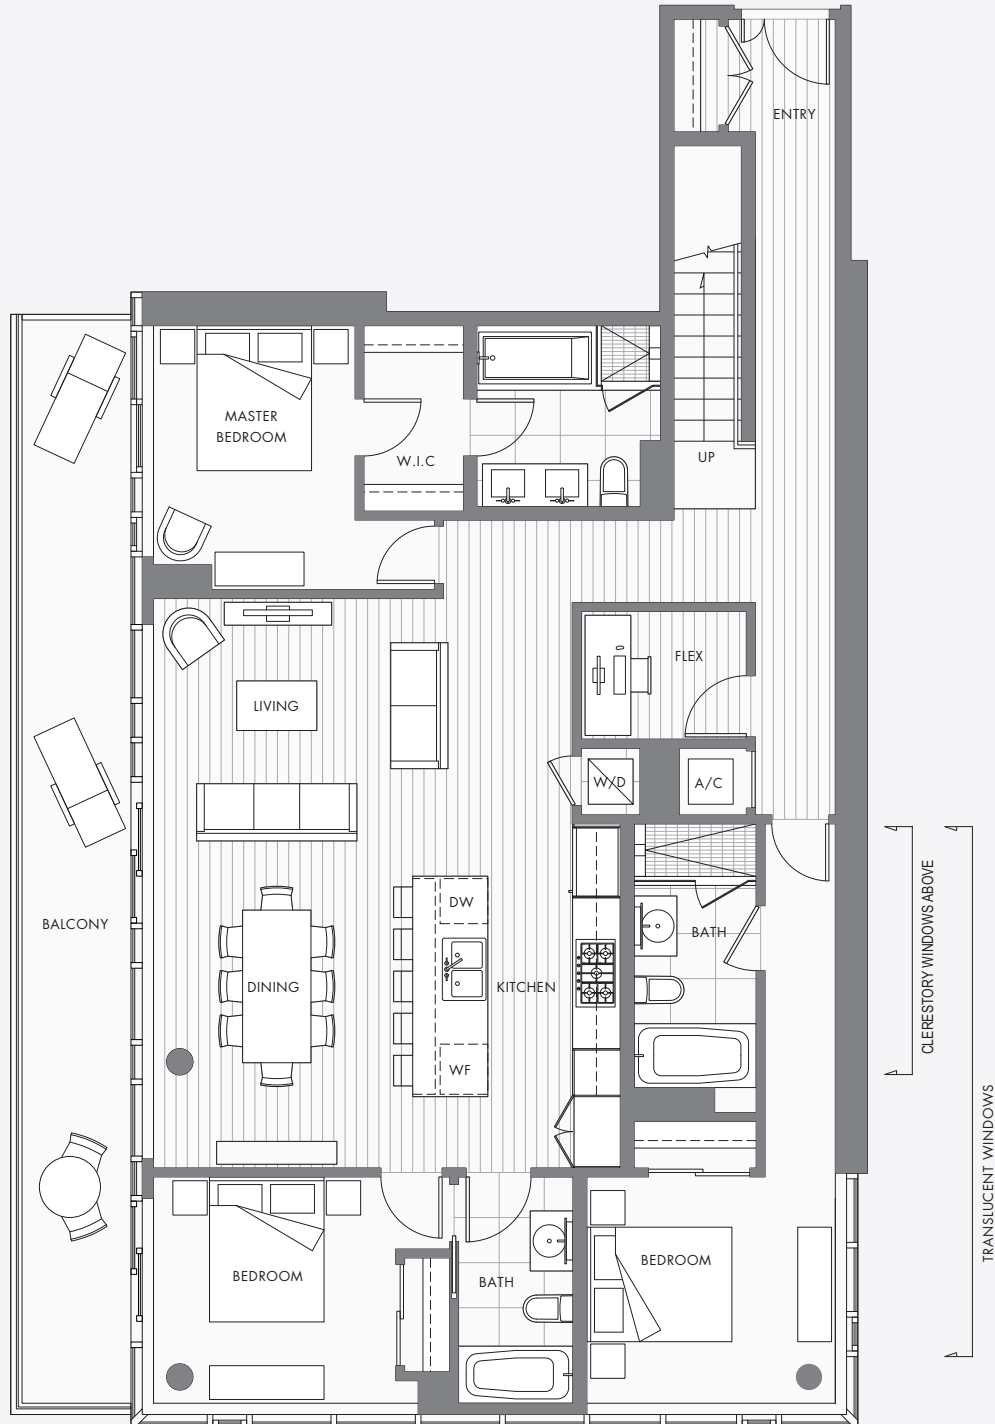 ENTRY
MASTER
BEDROOM
W.I.C
UP
FLEX
LIVING
W/D
A/C
BALCONY
DW
BATH
DINING
KITCHEN
WF
CLERESTORY WINDOWS ABOVE
TRANSLUCENT WINDOWS
BEDROOM
BATH
BEDROOM